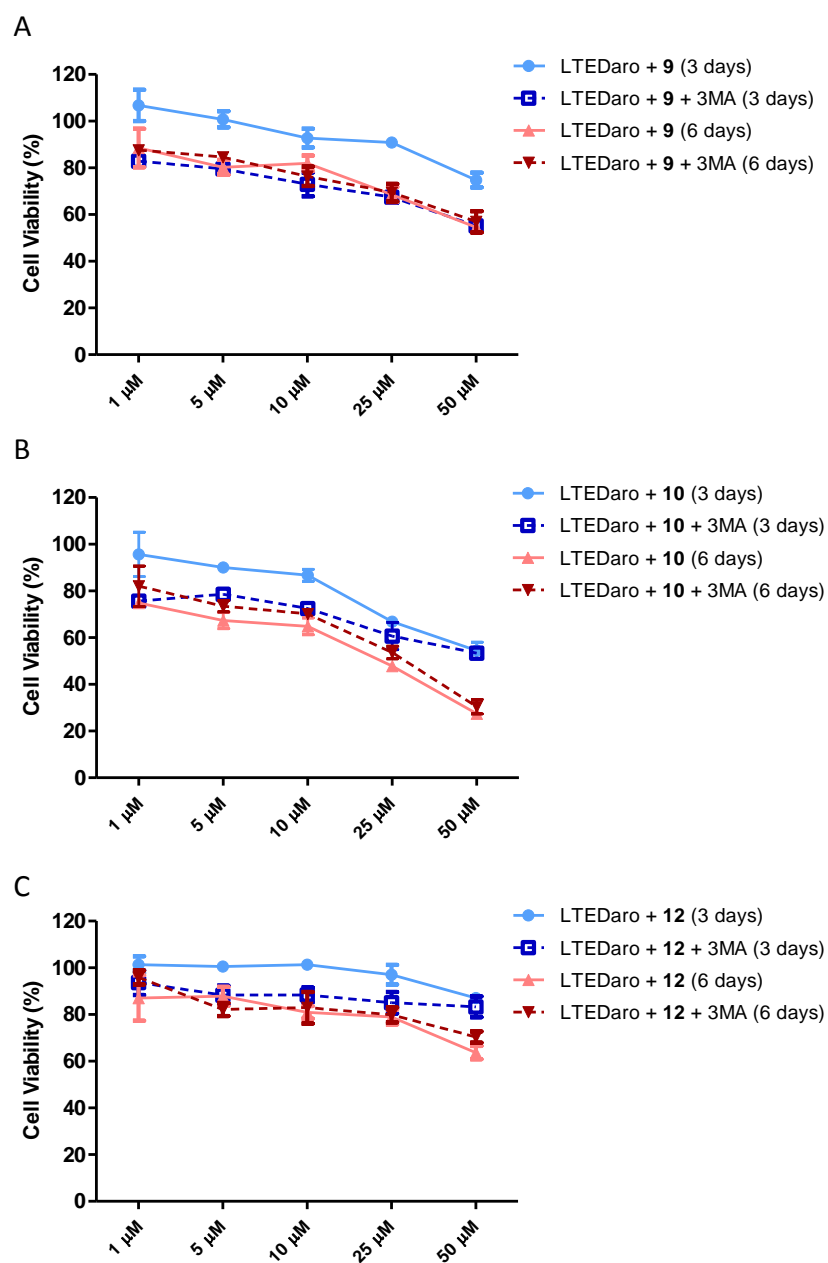 A
LTEDaro + 9 (3 days)
LTEDaro + 9 + 3MA (3 days)
LTEDaro + 9 (6 days)
LTEDaro + 9 + 3MA (6 days)
Cell Viability (%)
120
100
80
60
40
20
0
1 µM
5 µM
10 µM
25 µM
50 µM
B
LTEDaro + 10 (3 days)
LTEDaro + 10 + 3MA (3 days)
LTEDaro + 10 (6 days)
LTEDaro + 10 + 3MA (6 days)
Cell Viability (%)
120
100
80
60
40
20
0
1 µM
5 µM
10 µM
25 µM
50 µM
C
LTEDaro + 12 (3 days)
LTEDaro + 12 + 3MA (3 days)
LTEDaro + 12 (6 days)
LTEDaro + 12 + 3MA (6 days)
Cell Viability (%)
120
100
80
60
40
20
0
1 µM
5 µM
10 µM
25 µM
50 µM